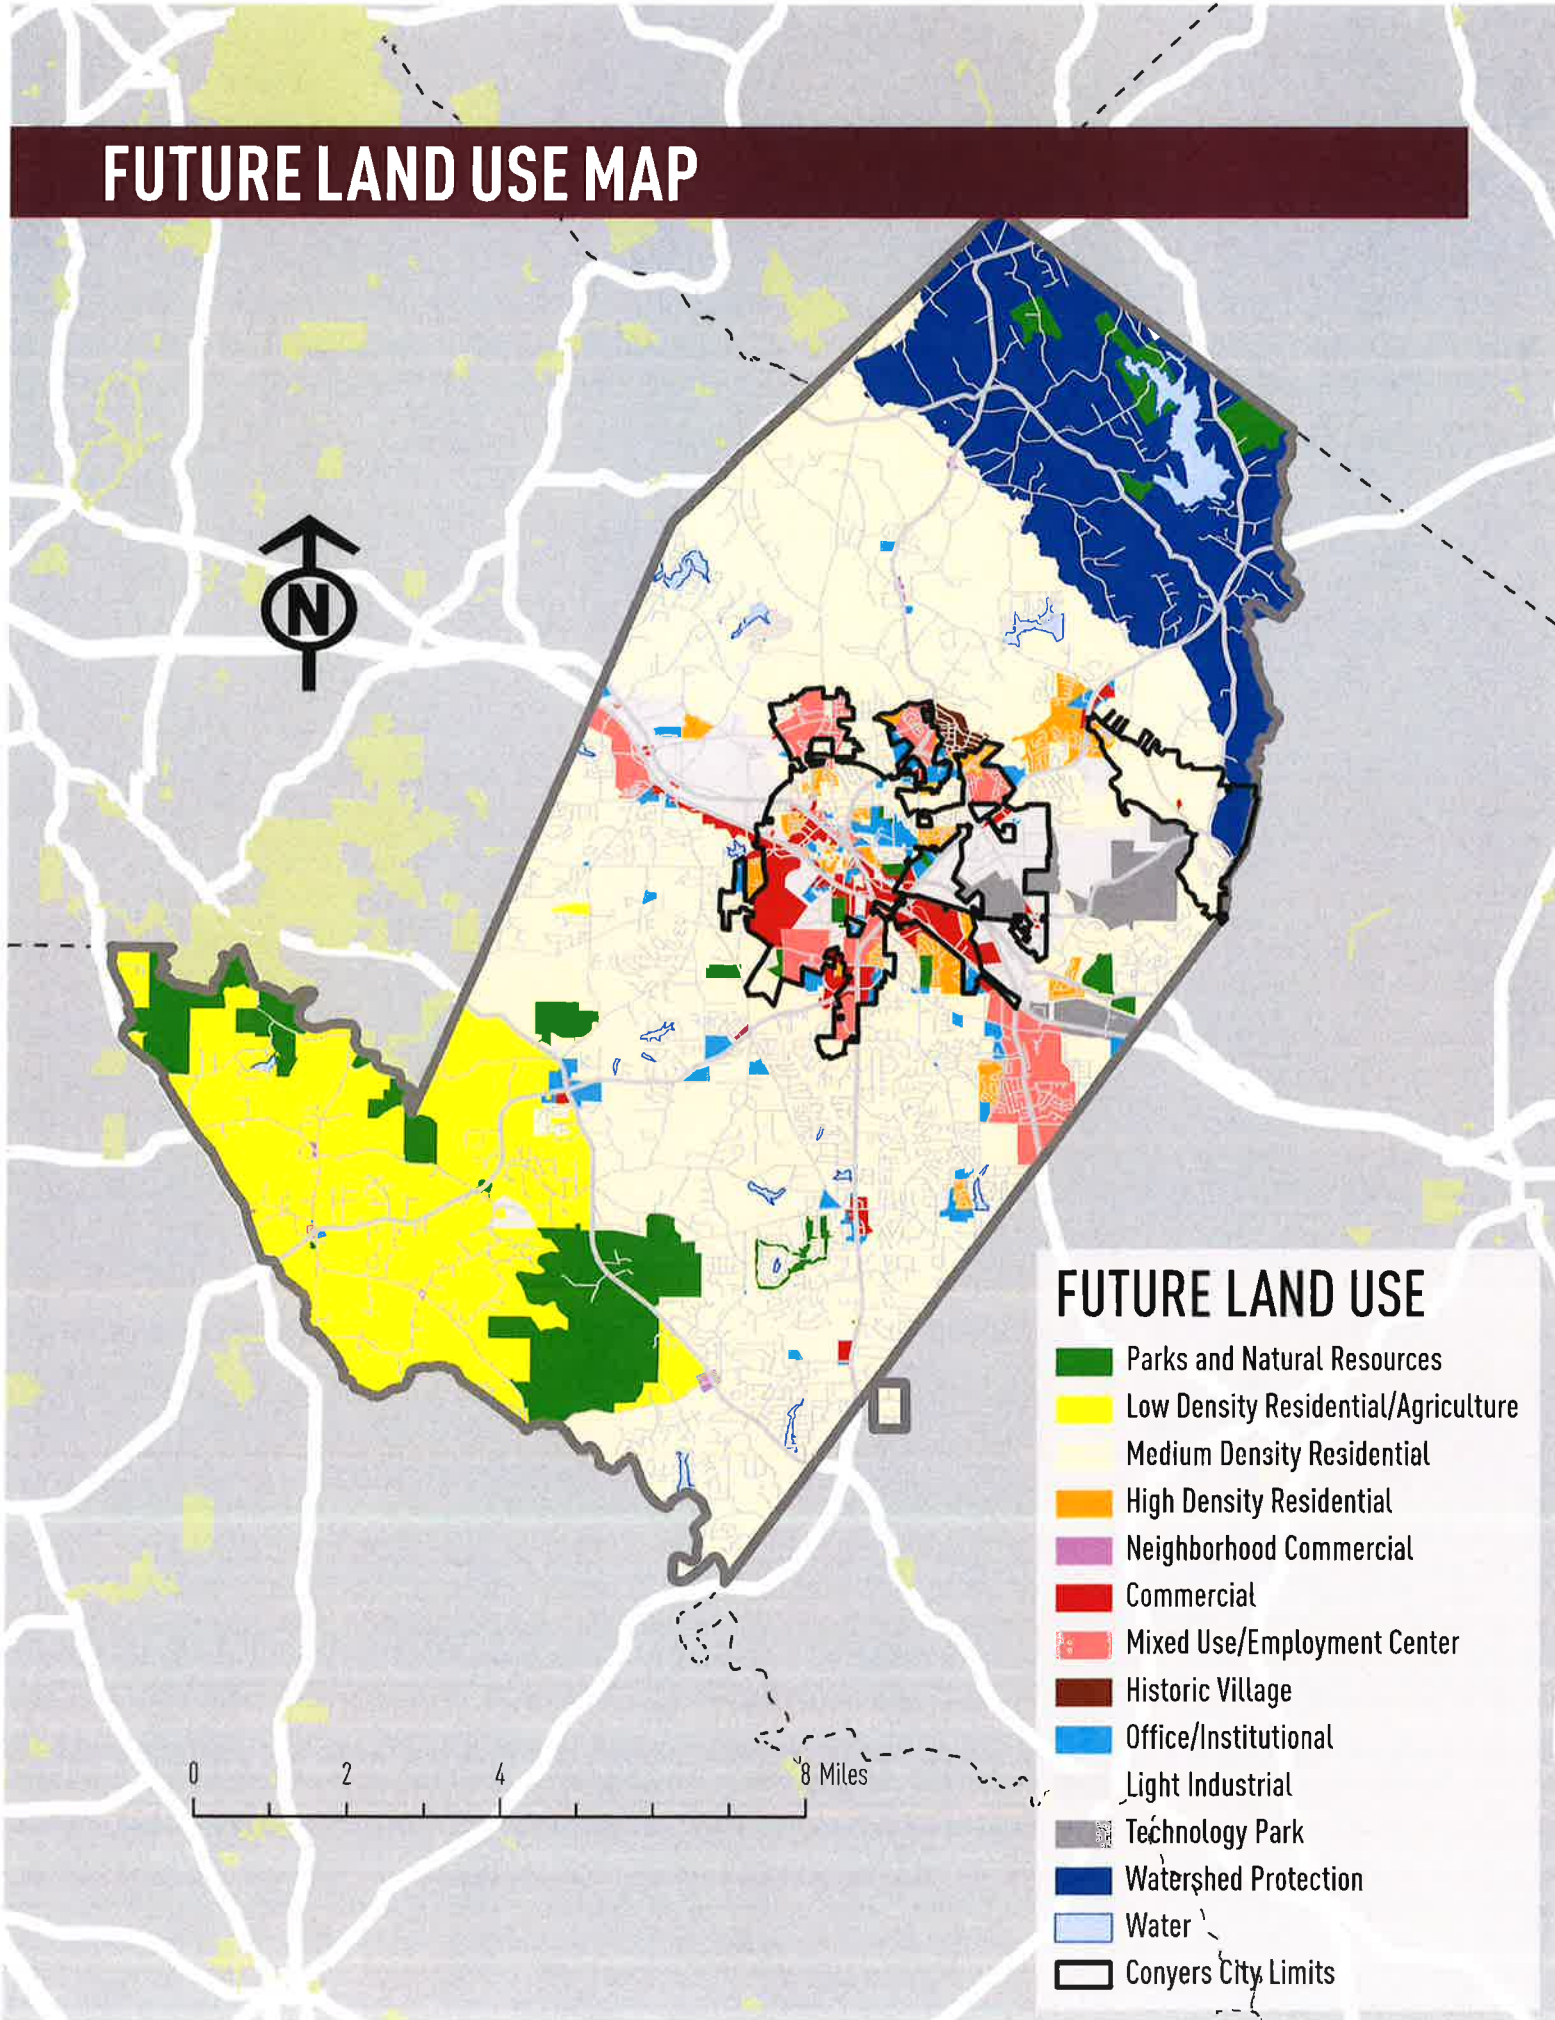 FUTURE LAND USE MAP
N
FUTURE LAND USE
Parks and Natural Resources
Low Density Residential/Agriculture
Medium Density Residential
High Density Residential
Neighborhood Commercial
Commercial
Mixed Use/Employment Center
Historic Village
Office/Institutional
Light Industrial
Technology Park
Watershed Protection
Water
Conyers City Limits
0 2 4 8 Miles